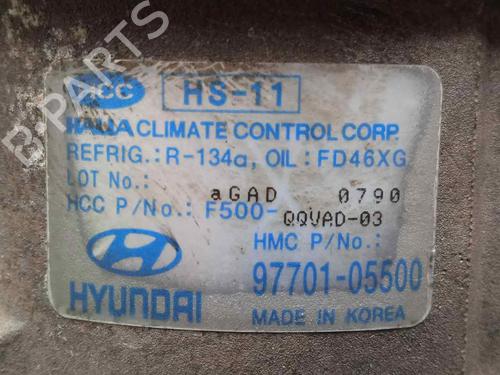 HCC HS-11
HALLA CLIMATE CONTROL CORP.
REFRIG.: R-134a, OIL: FD46XG
LOT No.: aGAD 0790
HCC P/No.: F500-QQVAD-03
HMC P/No.:
97701-05500
HYUNDAI
MADE IN KOREA
B-PARTS